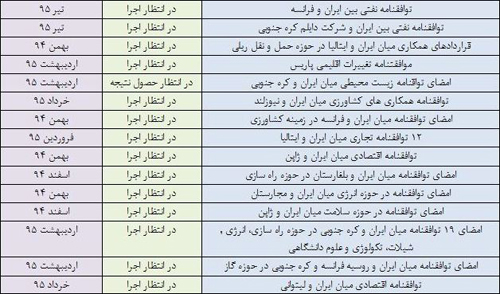 توافقنامه نفتی بین ایران و فرانسه در انتظار اجرا تیر ۹۵
توافقنامه نفتی بین ایران و شرکت دایلم کره جنوبی در انتظار اجرا تیر ۹۵
قراردادهای همکاری میان ایران و ایتالیا در حوزه حمل و نقل ریلی در انتظار اجرا بهمن ۹۴
موافقتنامه تغییرات اقلیمی پاریس در انتظار اجرا اردیبهشت ۹۵
امضای توافقنامه زیست محیطی میان ایران و کره جنوبی در انتظار حصول نتیجه اردیبهشت ۹۵
توافقنامه همکاری های کشاورزی میان ایران و نیوزلند در انتظار اجرا خرداد ۹۵
امضای توافقنامه میان ایران و فرانسه در زمینه کشاورزی در انتظار اجرا بهمن ۹۴
۱۲ توافقنامه تجاری میان ایران و ایتالیا در انتظار اجرا فروردین ۹۵
توافقنامه اقتصادی میان ایران و ژاپن در انتظار اجرا بهمن ۹۴
امضای توافقنامه میان ایران و بلغارستان در حوزه راه سازی در انتظار اجرا اسفند ۹۴
امضای توافقنامه در حوزه انرژی میان ایران و مجارستان در انتظار اجرا بهمن ۹۴
امضای توافقنامه در حوزه سلامت میان ایران و ژاپن در انتظار اجرا اسفند ۹۴
امضای ۱۹ توافقنامه میان ایران و کره جنوبی در حوزه راه سازی، انرژی , در انتظار اجرا اردیبهشت ۹۵
شیلات، تکولوژی و علوم دانشگاهی
امضای توافقنامه میان ایران و روسیه فرانسه و کره جنوبی در حوزه گاز در انتظار اجرا اردیبهشت ۹۵
توافقنامه اقتصادی میان ایران و لیتوانی در انتظار اجرا خرداد ۹۵